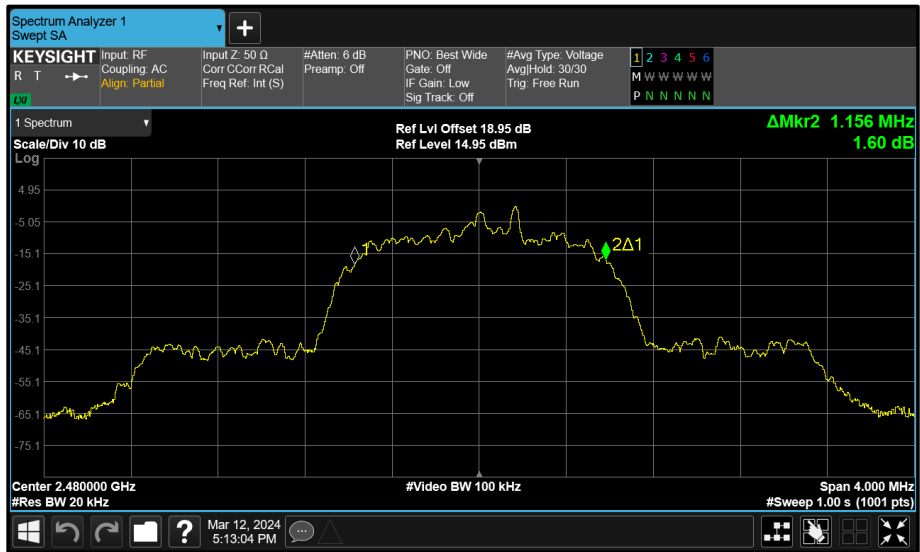 Spectrum Analyzer 1
Swept SA
+
KEYSIGHT
R T
LXI
Input: RF
Coupling: AC
Align: Partial
Input Z: 50 Ω
Corr CCorr RCal
Freq Ref: Int (S)
#Atten: 6 dB
Preamp: Off
PNO: Best Wide
Gate: Off
IF Gain: Low
Sig Track: Off
#Avg Type: Voltage
Avg|Hold: 30/30
Trig: Free Run
1 2 3 4 5 6
M W W W W W
P N N N N N
1 Spectrum
Scale/Div 10 dB
Ref Lvl Offset 18.95 dB
Ref Level 14.95 dBm
ΔMkr2 1.156 MHz
1.60 dB
Log
4.95
-5.05
-15.1
-25.1
-35.1
-45.1
-55.1
-65.1
-75.1
1
2Δ1
Center 2.480000 GHz
#Res BW 20 kHz
#Video BW 100 kHz
Span 4.000 MHz
#Sweep 1.00 s (1001 pts)
?
Mar 12, 2024
5:13:04 PM